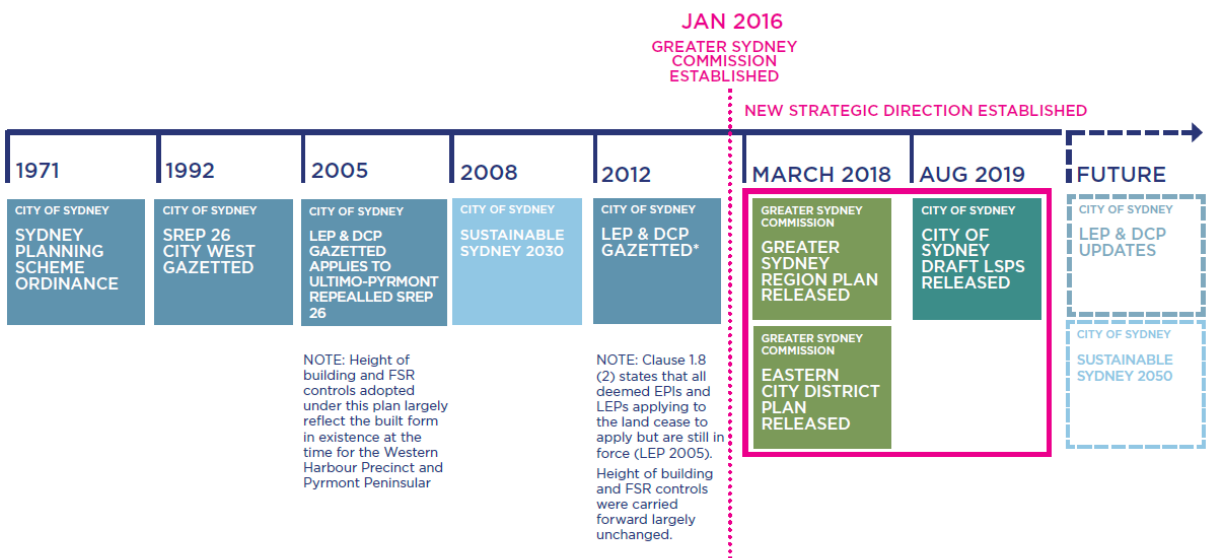 JAN 2016
GREATER SYDNEY
COMMISSION
ESTABLISHED
NEW STRATEGIC DIRECTION ESTABLISHED
1971
CITY OF SYDNEY
SYDNEY
PLANNING
SCHEME
ORDINANCE
1992
CITY OF SYDNEY
SREP 26
CITY WEST
GAZETTED
2005
CITY OF SYDNEY
LEP & DCP
GAZETTED
APPLIES TO
ULTIMO-PYRMONT
REPEALLED SREP
26
NOTE: Height of
building and FSR
controls adopted
under this plan largely
reflect the built form
in existence at the
time for the Western
Harbour Precinct and
Pyrmont Peninsular
2008
CITY OF SYDNEY
SUSTAINABLE
SYDNEY 2030
2012
CITY OF SYDNEY
LEP & DCP
GAZETTED*
NOTE: Clause 1.8
(2) states that all
deemed EPIs and
LEPs applying to
the land cease to
apply but are still in
force (LEP 2005).
Height of building
and FSR controls
were carried
forward largely
unchanged.
MARCH 2018
GREATER SYDNEY
COMMISSION
GREATER
SYDNEY
REGION PLAN
RELEASED
GREATER SYDNEY
COMMISSION
EASTERN
CITY DISTRICT
PLAN
RELEASED
AUG 2019
CITY OF SYDNEY
CITY OF
SYDNEY
DRAFT LSPS
RELEASED
FUTURE
CITY OF SYDNEY
LEP & DCP
UPDATES
CITY OF SYDNEY
SUSTAINABLE
SYDNEY 2050